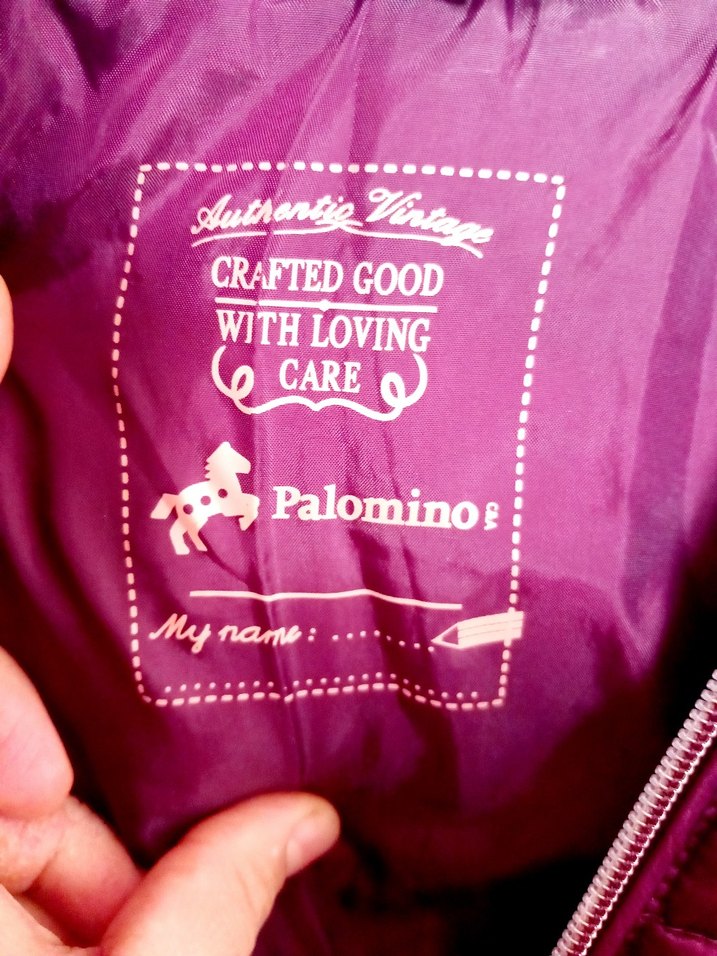 Authentic Vintage
CRAFTED GOOD
WITH LOVING
CARE
Palomino
My name:..........